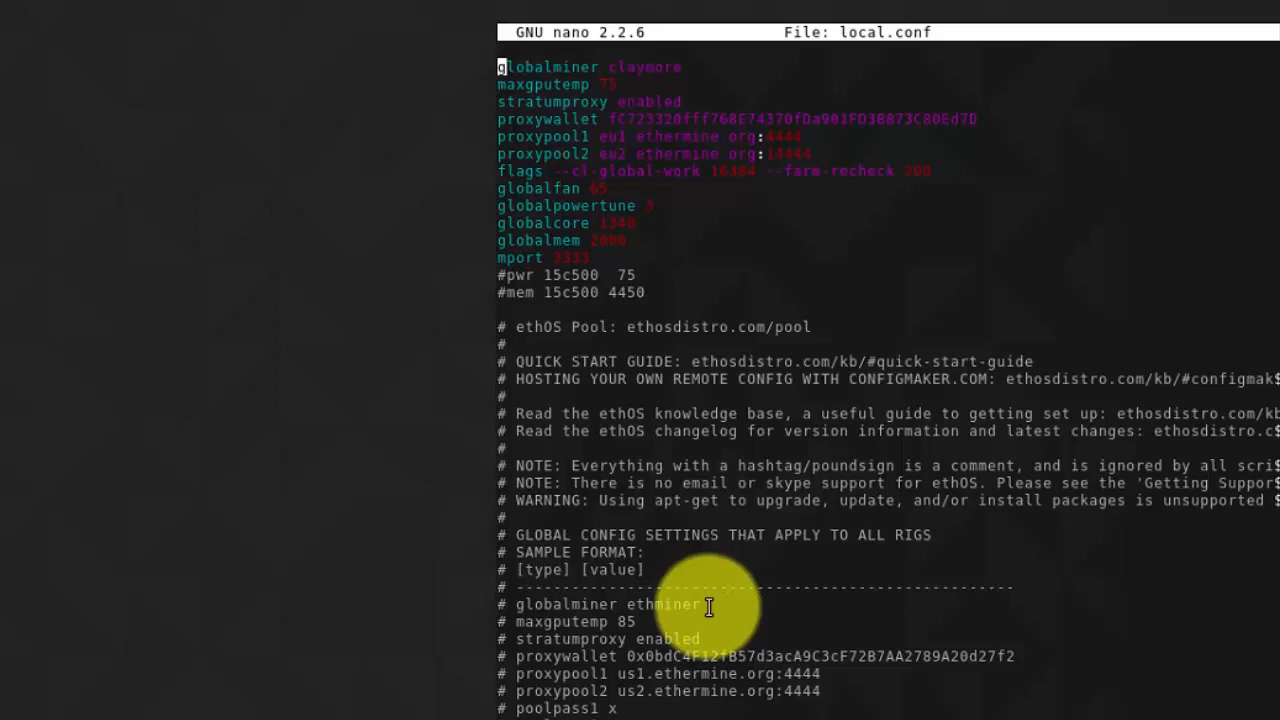 GNU nano 2.2.6 File: local.conf
globalminer claymore
maxgputemp 75
stratumproxy enabled
proxywallet fC723320fff768E74370fDa901FD3B873C80Ed7D
proxypool1 eu1.ethermine.org:4444
proxypool2 eu2.ethermine.org:14444
flags --cl-global-work 16384 --farm-recheck 200
globalfan 65
globalpowertune 3
globalcore 1340
globalmem 2000
mport 3333
#pwr 15c500  75
#mem 15c500 4450
# ethOS Pool: ethosdistro.com/pool
#
# QUICK START GUIDE: ethosdistro.com/kb/#quick-start-guide
# HOSTING YOUR OWN REMOTE CONFIG WITH CONFIGMAKER.COM: ethosdistro.com/kb/#configmak$
#
# Read the ethOS knowledge base, a useful guide to getting set up: ethosdistro.com/kb
# Read the ethOS changelog for version information and latest changes: ethosdistro.c$
#
# NOTE: Everything with a hashtag/poundsign is a comment, and is ignored by all scri$
# NOTE: There is no email or skype support for ethOS. Please see the 'Getting Suppor$
# WARNING: Using apt-get to upgrade, update, and/or install packages is unsupported $
#
# GLOBAL CONFIG SETTINGS THAT APPLY TO ALL RIGS
# SAMPLE FORMAT:
# [type] [value]
# ------------------------------------------------------
# globalminer ethminer
# maxgputemp 85
# stratumproxy enabled
# proxywallet 0x0bdC4F12fB57d3acA9C3cF72B7AA2789A20d27f2
# proxypool1 us1.ethermine.org:4444
# proxypool2 us2.ethermine.org:4444
# poolpass1 x